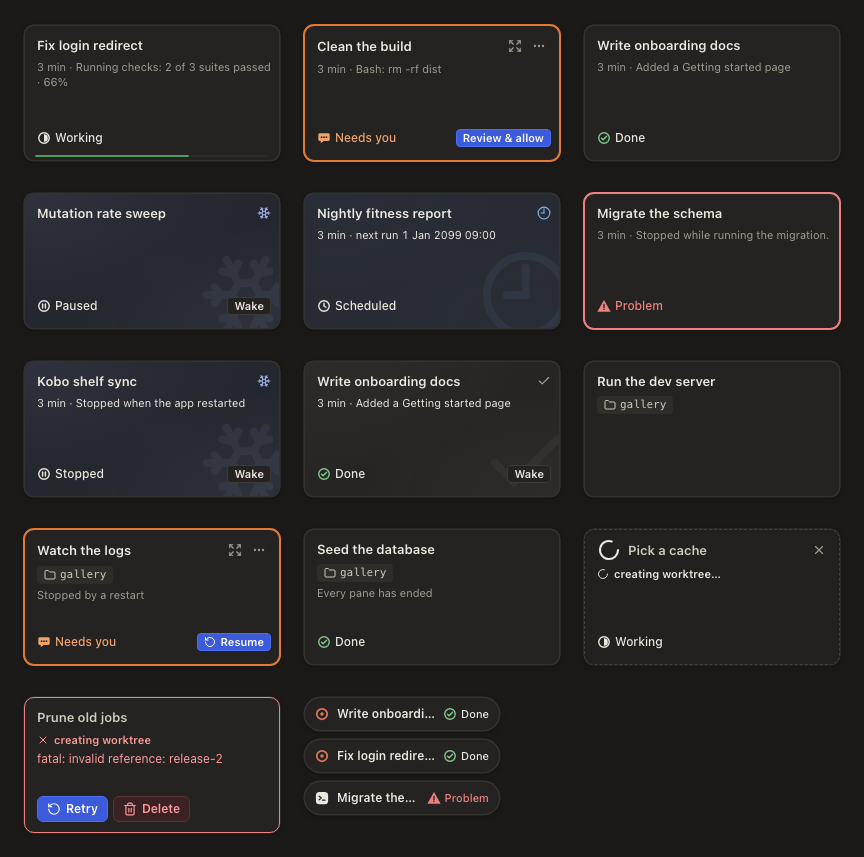 Fix login redirect
3 min · Running checks: 2 of 3 suites passed
· 66%
Working
Clean the build
3 min · Bash: rm -rf dist
Needs you
Review & allow
Write onboarding docs
3 min · Added a Getting started page
Done
Mutation rate sweep
Paused
Wake
Nightly fitness report
3 min · next run 1 Jan 2099 09:00
Scheduled
Migrate the schema
3 min · Stopped while running the migration.
Problem
Kobo shelf sync
3 min · Stopped when the app restarted
Stopped
Wake
Write onboarding docs
3 min · Added a Getting started page
Done
Wake
Run the dev server
gallery
Watch the logs
gallery
Stopped by a restart
Needs you
Resume
Seed the database
gallery
Every pane has ended
Done
Pick a cache
creating worktree...
Working
Prune old jobs
creating worktree
fatal: invalid reference: release-2
Retry
Delete
Write onboardi... Done
Fix login redire... Done
Migrate the... Problem